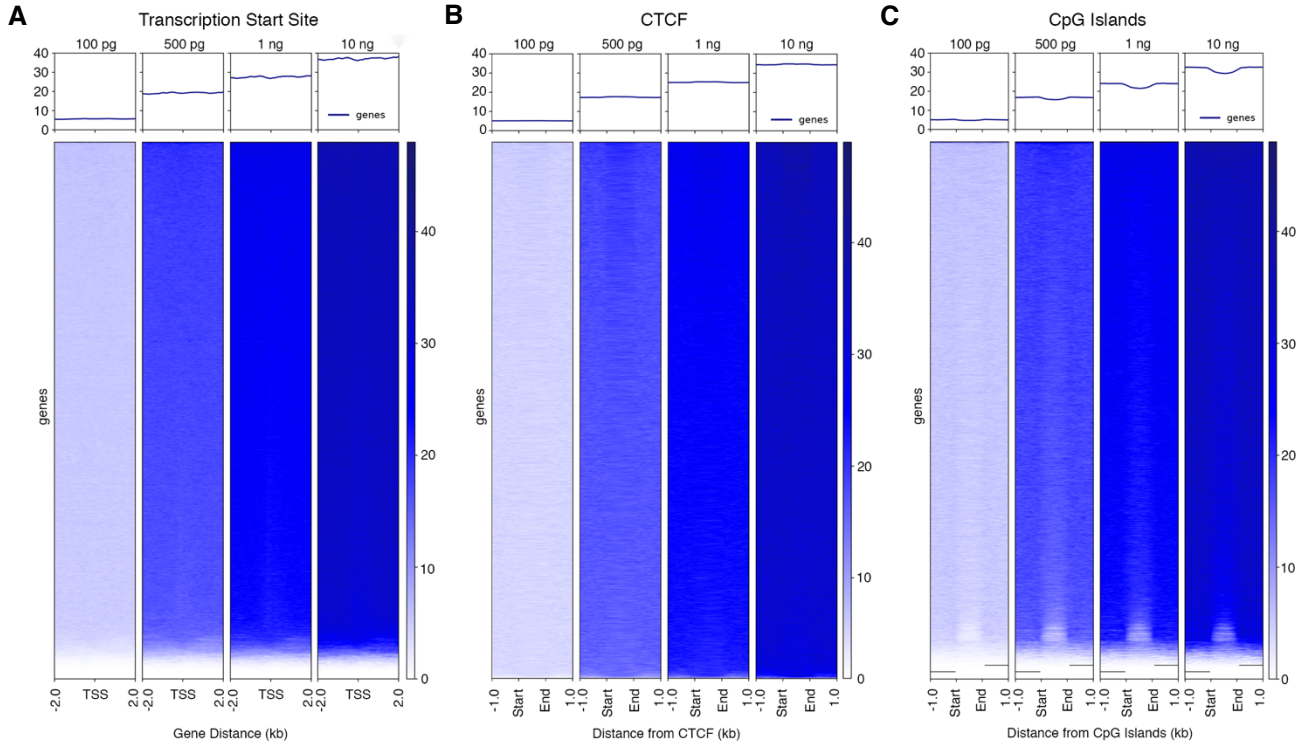 A
Transcription Start Site
100 pg 500 pg 1 ng 10 ng
40
30
20
10
0
genes
genes
40
30
20
10
0
-2.0 TSS 2.0 -2.0 TSS 2.0 -2.0 TSS 2.0 -2.0 TSS 2.0
Gene Distance (kb)
B
CTCF
100 pg 500 pg 1 ng 10 ng
40
30
20
10
0
genes
genes
40
30
20
10
0
-1.0 Start End 1.0 -1.0 Start End 1.0 -1.0 Start End 1.0 -1.0 Start End 1.0
Distance from CTCF (kb)
C
CpG Islands
100 pg 500 pg 1 ng 10 ng
40
30
20
10
0
genes
genes
40
30
20
10
0
-1.0 Start End 1.0 -1.0 Start End 1.0 -1.0 Start End 1.0 -1.0 Start End 1.0
Distance from CpG Islands (kb)